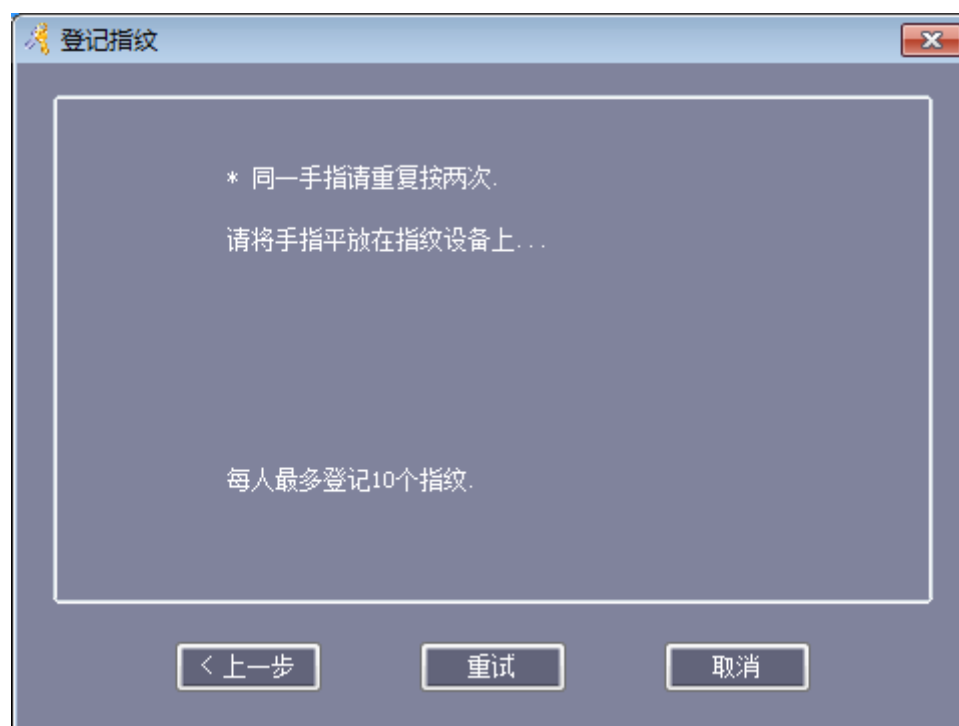 登记指纹
* 同一手指请重复按两次.
请将手指平放在指纹设备上...
每人最多登记10个指纹.
< 上一步
重试
取消